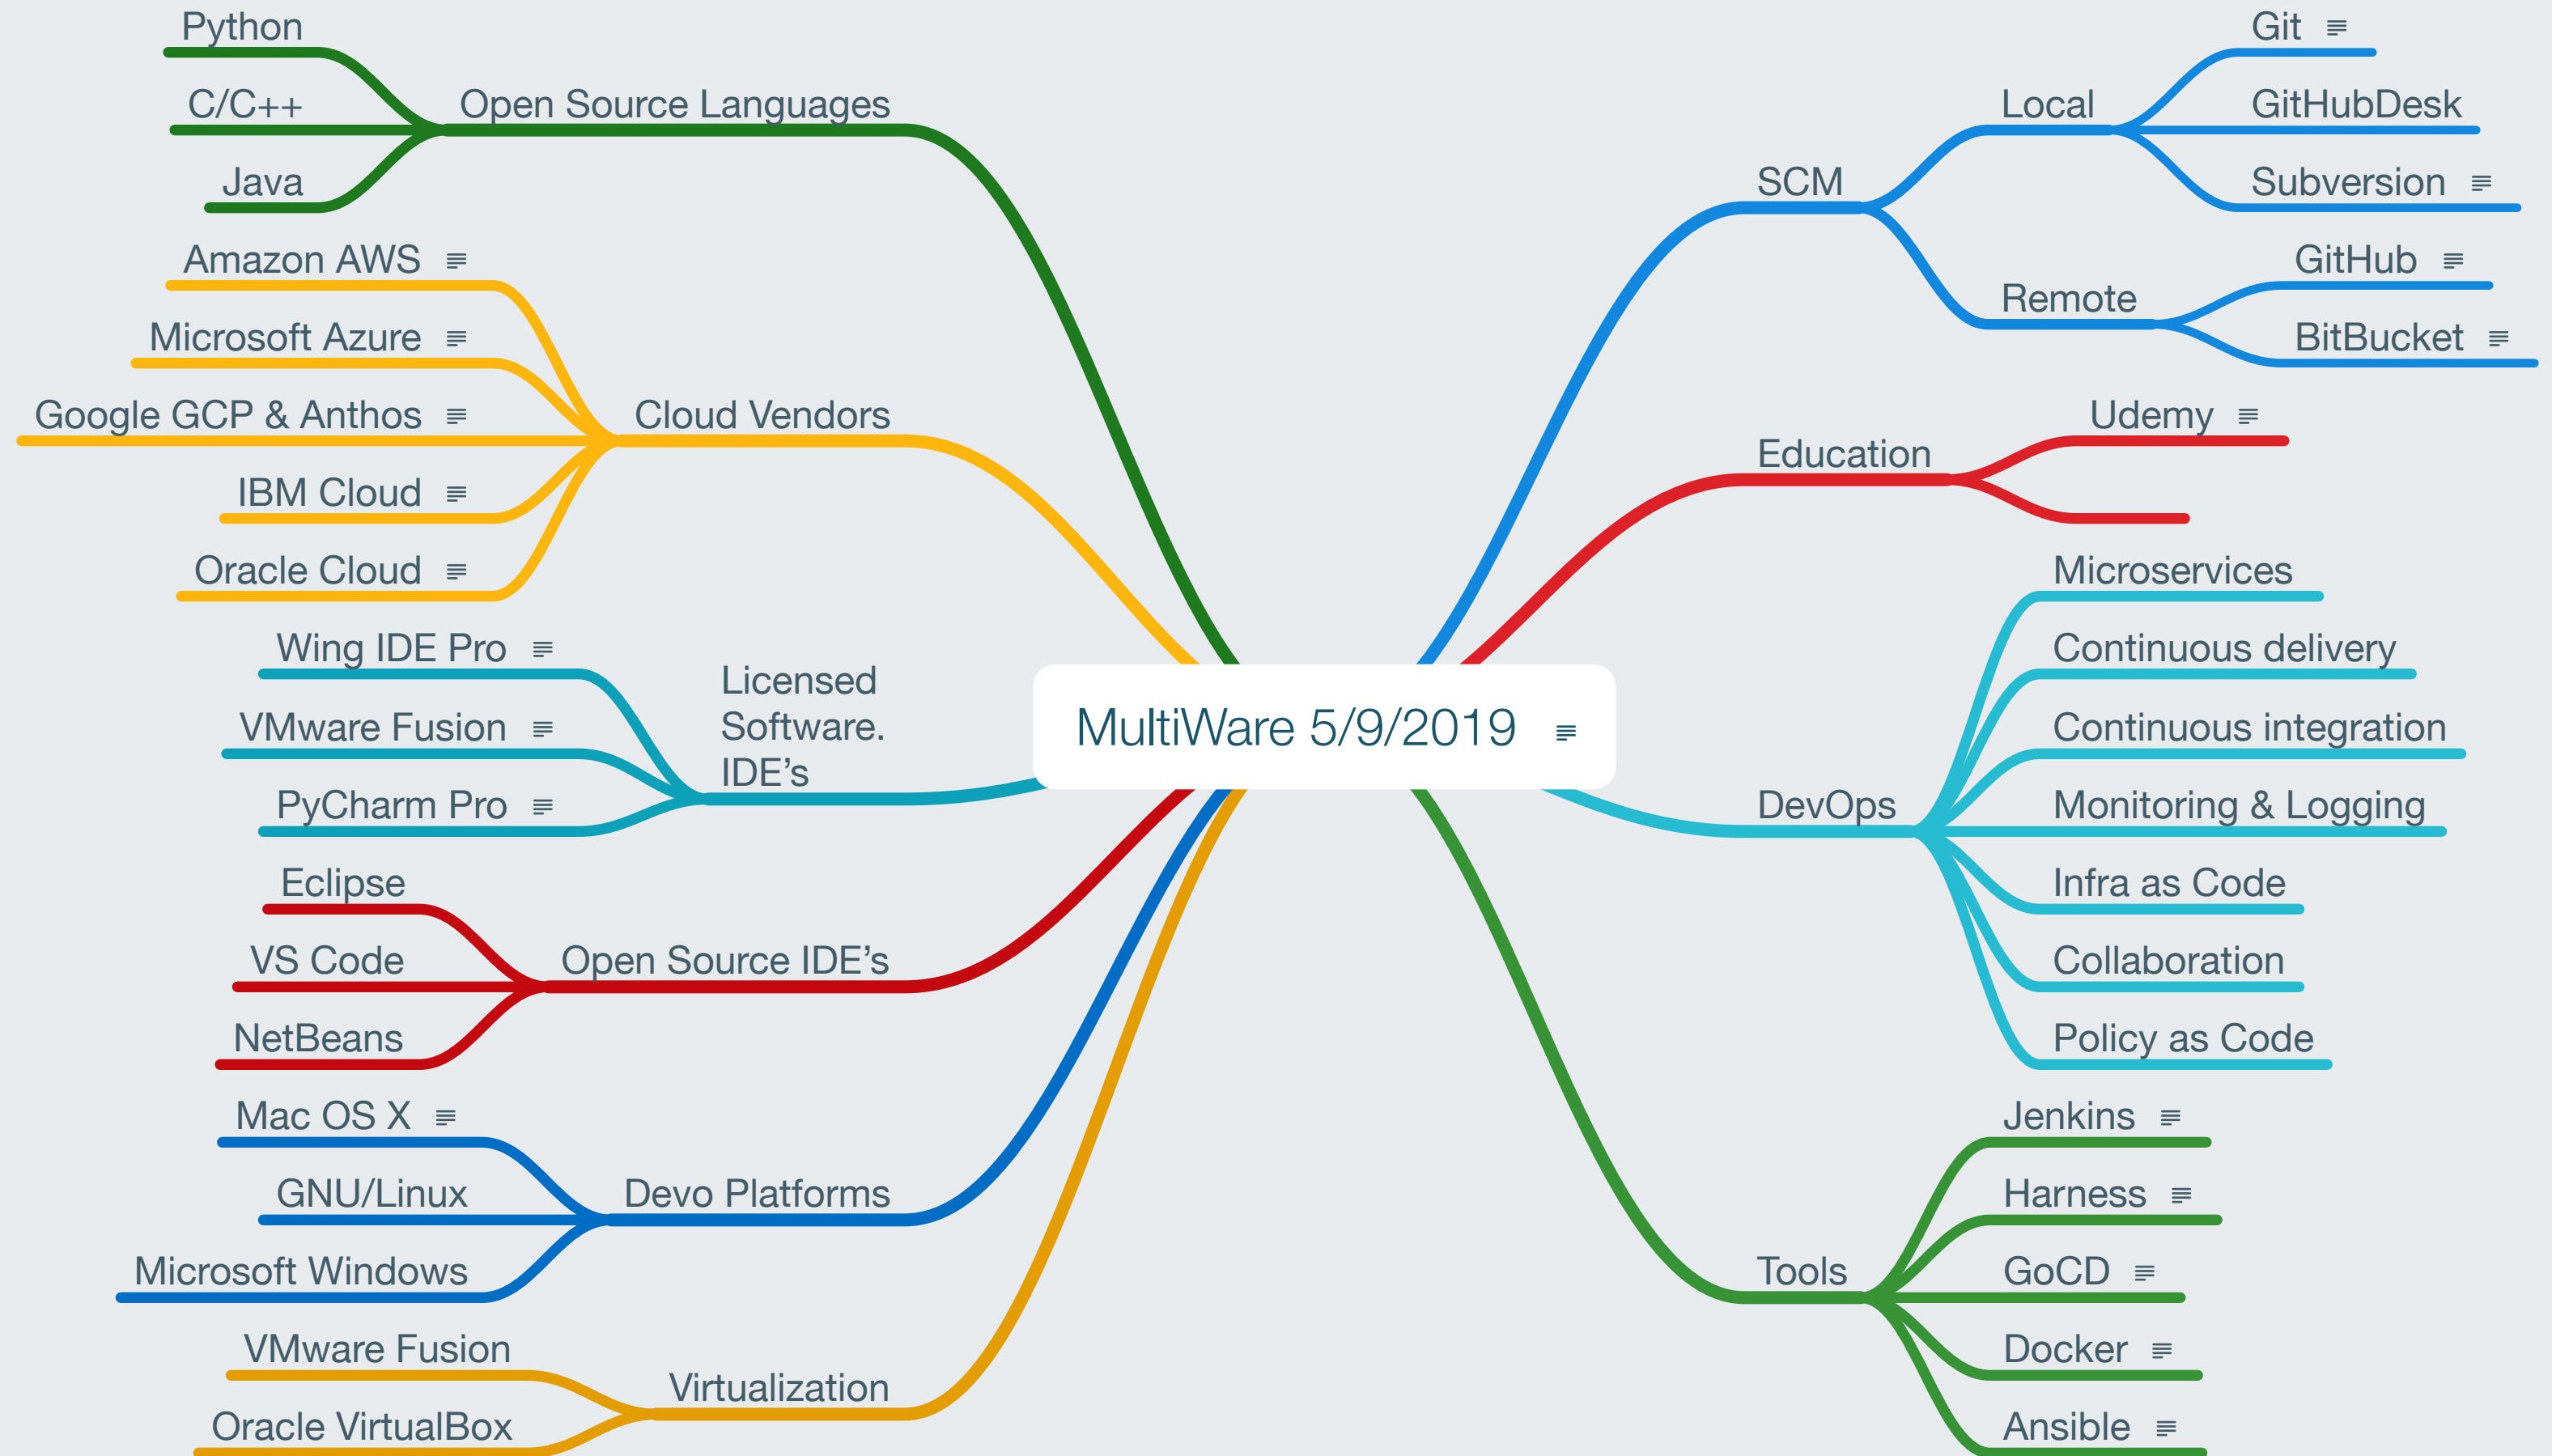 Python
C/C++
Java
Open Source Languages
Amazon AWS
Microsoft Azure
Google GCP & Anthos
IBM Cloud
Oracle Cloud
Cloud Vendors
Wing IDE Pro
VMware Fusion
PyCharm Pro
Licensed
Software.
IDE’s
Eclipse
VS Code
NetBeans
Open Source IDE’s
Mac OS X
GNU/Linux
Microsoft Windows
Devo Platforms
VMware Fusion
Oracle VirtualBox
Virtualization
MultiWare 5/9/2019
SCM
Local
Git
GitHubDesk
Subversion
Remote
GitHub
BitBucket
Education
Udemy
DevOps
Microservices
Continuous delivery
Continuous integration
Monitoring & Logging
Infra as Code
Collaboration
Policy as Code
Tools
Jenkins
Harness
GoCD
Docker
Ansible